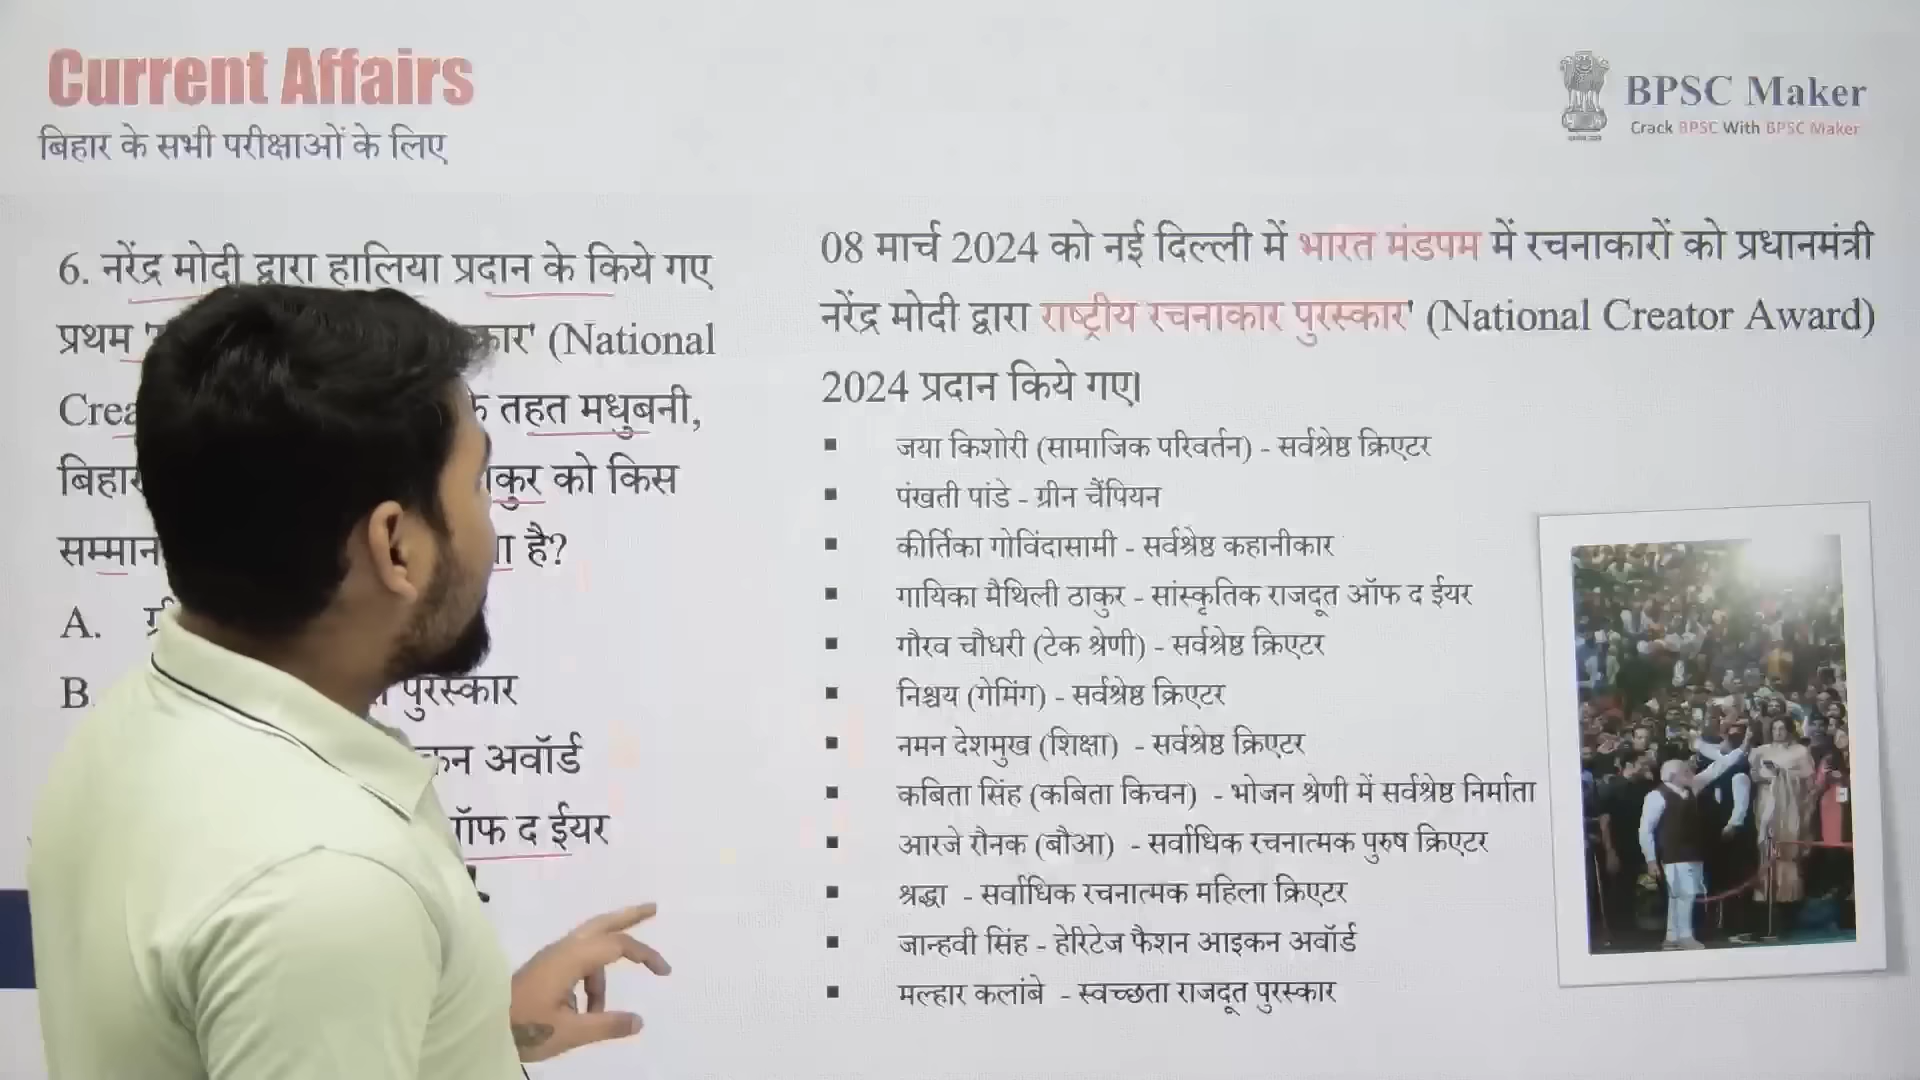 Current Affairs
बिहार के सभी परीक्षाओं के लिए
BPSC Maker
Crack BPSC With BPSC Maker
6. नरेंद्र मोदी द्वारा हालिया प्रदान के किये गए
प्रथम (National
तहत मधुबनी,
को किस
सम्मान है?
A.
B. पुरस्कार
अवॉर्ड
द ईयर
08 मार्च 2024 को नई दिल्ली में भारत मंडपम में रचनाकारों को प्रधानमंत्री
नरेंद्र मोदी द्वारा राष्ट्रीय रचनाकार पुरस्कार' (National Creator Award)
2024 प्रदान किये गए।
▪ जया किशोरी (सामाजिक परिवर्तन) - सर्वश्रेष्ठ क्रिएटर
▪ पंखती पांडे - ग्रीन चैंपियन
▪ कीर्तिका गोविंदासामी - सर्वश्रेष्ठ कहानीकार
▪ गायिका मैथिली ठाकुर - सांस्कृतिक राजदूत ऑफ द ईयर
▪ गौरव चौधरी (टेक श्रेणी) - सर्वश्रेष्ठ क्रिएटर
▪ निश्चय (गेमिंग) - सर्वश्रेष्ठ क्रिएटर
▪ नमन देशमुख (शिक्षा) - सर्वश्रेष्ठ क्रिएटर
▪ कबिता सिंह (कबिता किचन) - भोजन श्रेणी में सर्वश्रेष्ठ निर्माता
▪ आरजे रौनक (बौआ) - सर्वाधिक रचनात्मक पुरुष क्रिएटर
▪ श्रद्धा - सर्वाधिक रचनात्मक महिला क्रिएटर
▪ जान्हवी सिंह - हेरिटेज फैशन आइकन अवॉर्ड
▪ मल्हार कलांबे - स्वच्छता राजदूत पुरस्कार